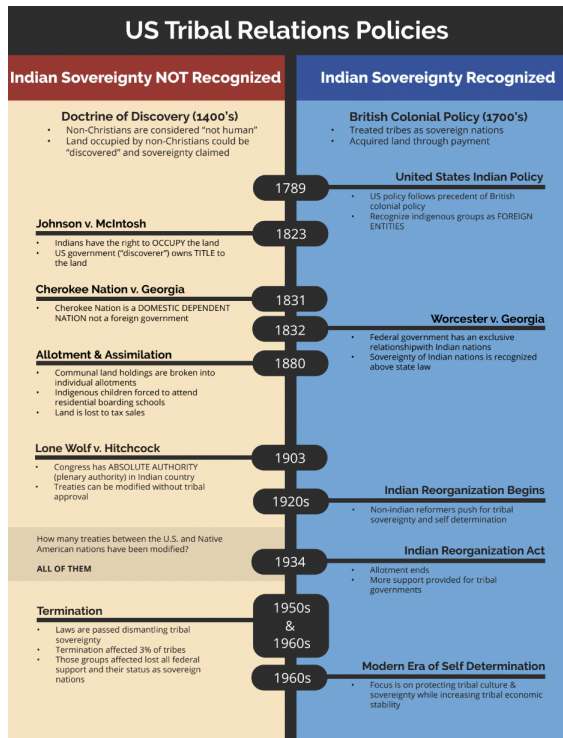 US Tribal Relations Policies
Indian Sovereignty NOT Recognized
Indian Sovereignty Recognized
Doctrine of Discovery (1400's)
• Non-Christians are considered "not human"
• Land occupied by non-Christians could be
"discovered" and sovereignty claimed
British Colonial Policy (1700's)
• Treated tribes as sovereign nations
• Acquired land through payment
1789
United States Indian Policy
• US policy follows precedent of British
colonial policy
• Recognize indigenous groups as FOREIGN
ENTITIES
Johnson v. McIntosh
1823
• Indians have the right to OCCUPY the land
• US government ("discoverer") owns TITLE to
the land
Cherokee Nation v. Georgia
1831
• Cherokee Nation is a DOMESTIC DEPENDENT
NATION not a foreign government
1832
Worcester v. Georgia
• Federal government has an exclusive
relationshipwith Indian nations
• Sovereignty of Indian nations is recognized
above state law
Allotment & Assimilation
1880
• Communal land holdings are broken into
individual allotments
• Indigenous children forced to attend
residential boarding schools
• Land is lost to tax sales
Lone Wolf v. Hitchcock
1903
• Congress has ABSOLUTE AUTHORITY
(plenary authority) in Indian country
• Treaties can be modified without tribal
approval
1920s
Indian Reorganization Begins
• Non-indian reformers push for tribal
sovereignty and self determination
How many treaties between the U.S. and Native
American nations have been modified?
ALL OF THEM
1934
Indian Reorganization Act
• Allotment ends
• More support provided for tribal
governments
Termination
1950s
&
1960s
• Laws are passed dismantling tribal
sovereignty
• Termination affected 3% of tribes
• Those groups affected lost all federal
support and their status as sovereign
nations
1960s
Modern Era of Self Determination
• Focus is on protecting tribal culture &
sovereignty while increasing tribal economic
stability